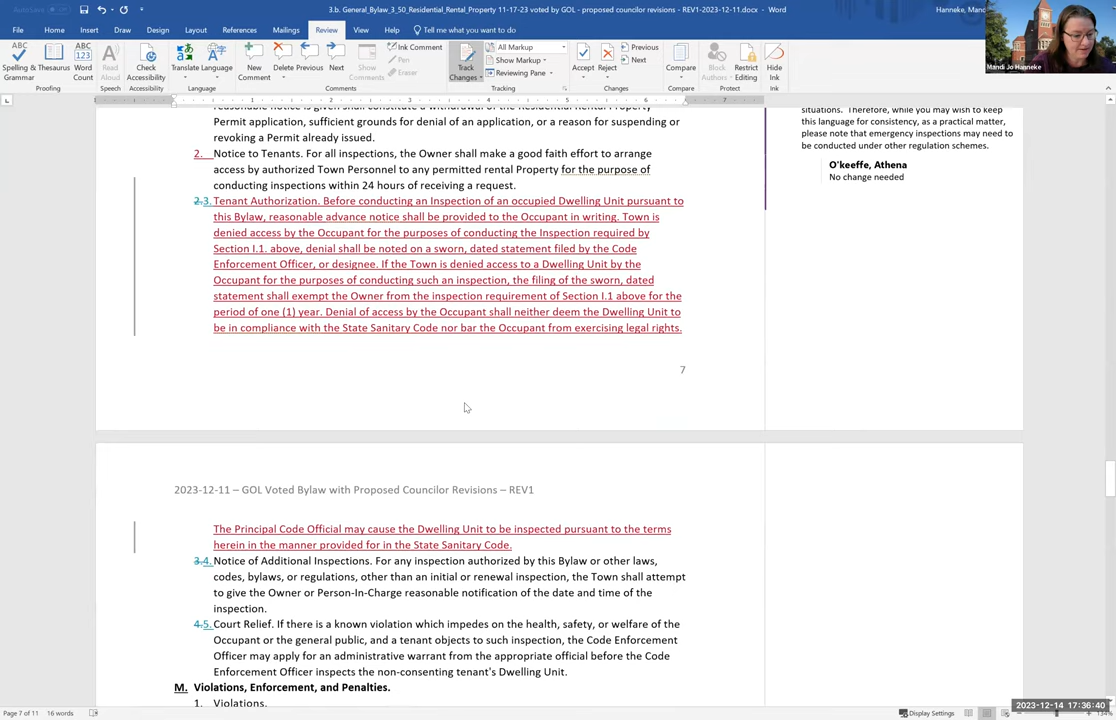 AutoSave
3.b. General_Bylaw_3_50_Residential_Rental_Property 11-17-23 voted by GOL - proposed councilor revisions - REV1-2023-12-11.docx - Word
Hanneke, Mand
File Home Insert Draw Design Layout References Mailings Review View Help Tell me what you want to do
Spelling & Grammar
Thesaurus
Word Count
Read Aloud
Check Accessibility
Translate
Language
New Comment
Delete
Previous
Next
Show Comments
Ink Comment
Pen
Eraser
Track Changes
All Markup
Show Markup
Reviewing Pane
Accept
Reject
Previous
Next
Compare
Block Authors
Restrict Editing
Hide Ink
Proofing Speech Accessibility Language Comments Tracking Changes Compare Protect Ink
Mandi Jo Hanneke
Permit application, sufficient grounds for denial of an application, or a reason for suspending or
revoking a Permit already issued.
2. Notice to Tenants. For all inspections, the Owner shall make a good faith effort to arrange
access by authorized Town Personnel to any permitted rental Property for the purpose of
conducting inspections within 24 hours of receiving a request.
2.3. Tenant Authorization. Before conducting an Inspection of an occupied Dwelling Unit pursuant to
this Bylaw, reasonable advance notice shall be provided to the Occupant in writing. Town is
denied access by the Occupant for the purposes of conducting the Inspection required by
Section I.1. above, denial shall be noted on a sworn, dated statement filed by the Code
Enforcement Officer, or designee. If the Town is denied access to a Dwelling Unit by the
Occupant for the purposes of conducting such an inspection, the filing of the sworn, dated
statement shall exempt the Owner from the inspection requirement of Section I.1 above for the
period of one (1) year. Denial of access by the Occupant shall neither deem the Dwelling Unit to
be in compliance with the State Sanitary Code nor bar the Occupant from exercising legal rights.
7
situations. Therefore, while you may wish to keep
this language for consistency, as a practical matter,
please note that emergency inspections may need to
be conducted under other regulation schemes.
O'keeffe, Athena
No change needed
2023-12-11 – GOL Voted Bylaw with Proposed Councilor Revisions – REV1
The Principal Code Official may cause the Dwelling Unit to be inspected pursuant to the terms
herein in the manner provided for in the State Sanitary Code.
3.4. Notice of Additional Inspections. For any inspection authorized by this Bylaw or other laws,
codes, bylaws, or regulations, other than an initial or renewal inspection, the Town shall attempt
to give the Owner or Person-In-Charge reasonable notification of the date and time of the
inspection.
4.5. Court Relief. If there is a known violation which impedes on the health, safety, or welfare of the
Occupant or the general public, and a tenant objects to such inspection, the Code Enforcement
Officer may apply for an administrative warrant from the appropriate official before the Code
Enforcement Officer inspects the non-consenting tenant's Dwelling Unit.
M. Violations, Enforcement, and Penalties.
1. Violations.
Page 7 of 11 16 words
Display Settings
2023-12-14 17:36:40